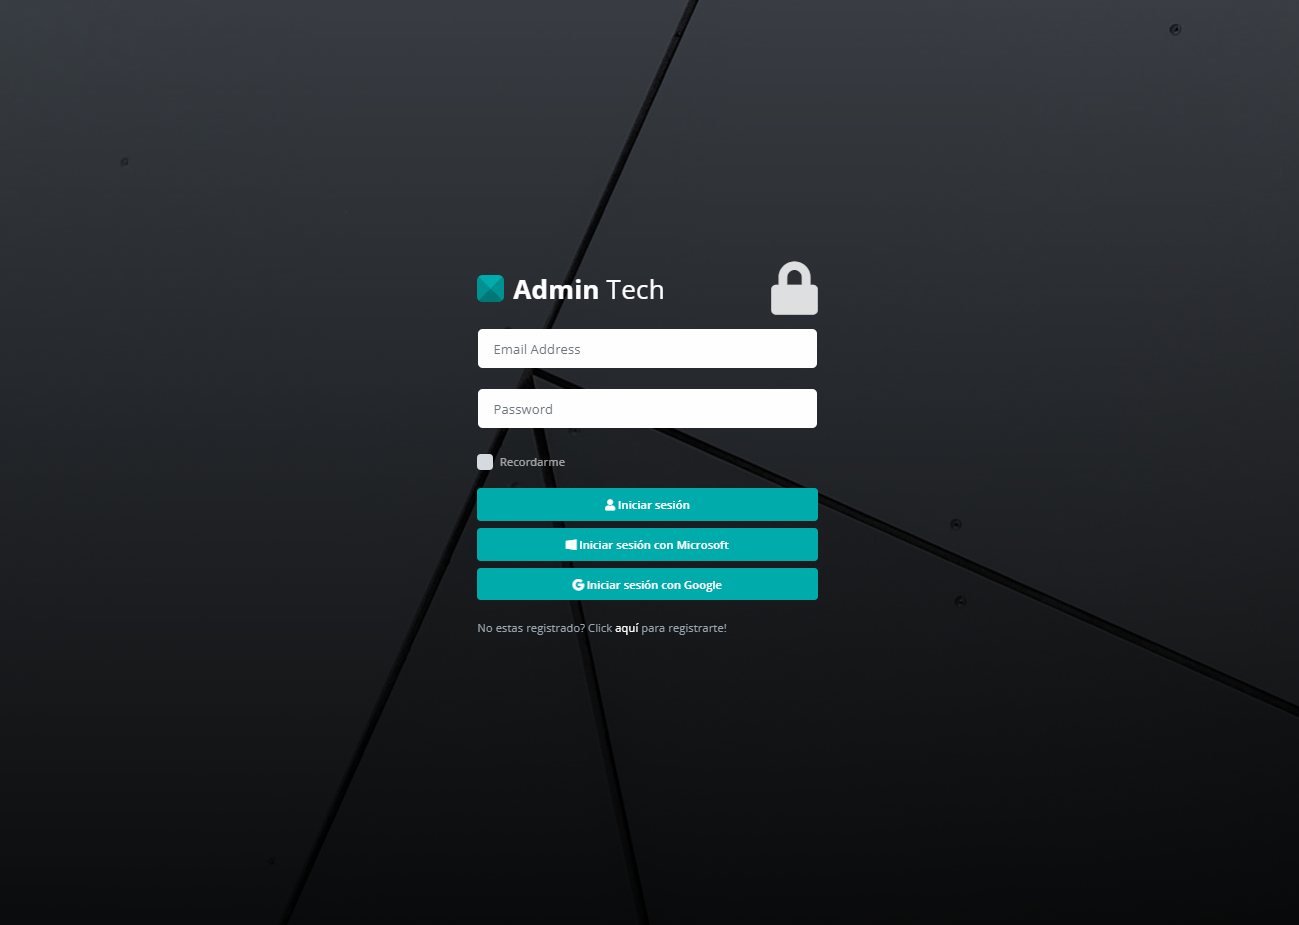 Admin Tech
Email Address
Password
Recordarme
Iniciar sesión
Iniciar sesión con Microsoft
Iniciar sesión con Google
No estas registrado? Click aquí para registrarte!